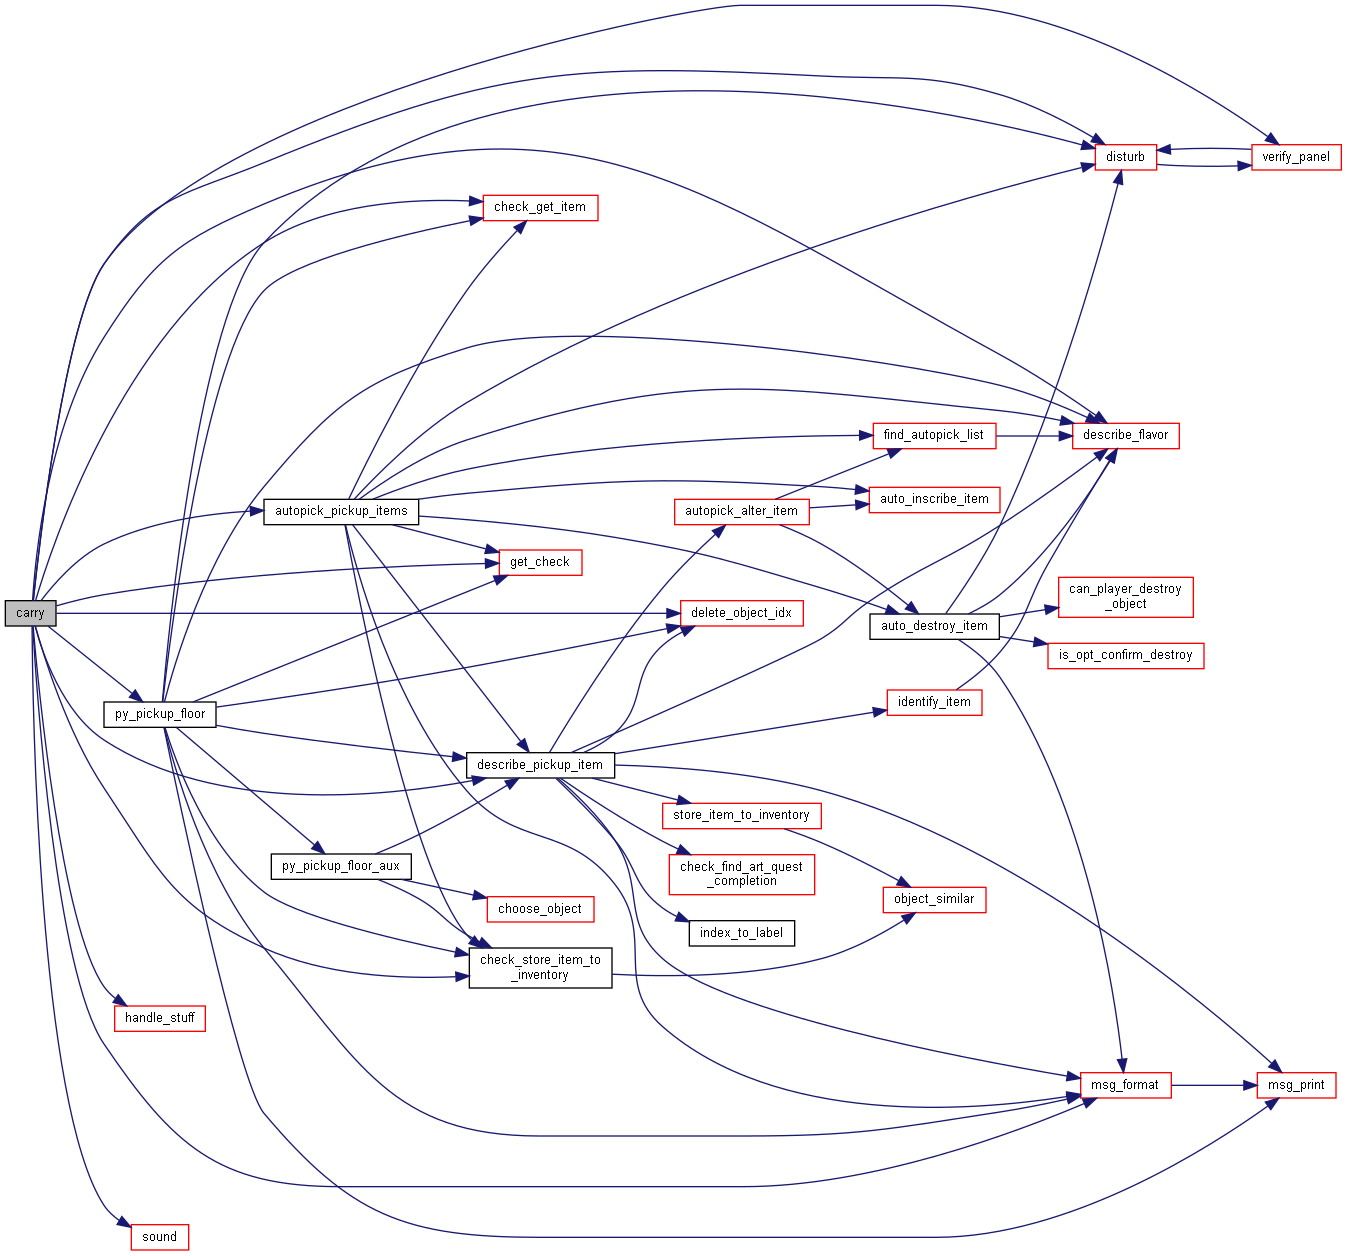 disturb
verify_panel
check_get_item
find_autopick_list
describe_flavor
auto_inscribe_item
autopick_pickup_items
autopick_alter_item
get_check
can_player_destroy
_object
carry
delete_object_idx
auto_destroy_item
is_opt_confirm_destroy
identify_item
py_pickup_floor
describe_pickup_item
store_item_to_inventory
py_pickup_floor_aux
check_find_art_quest
_completion
object_similar
choose_object
index_to_label
check_store_item_to
_inventory
handle_stuff
msg_format
msg_print
sound